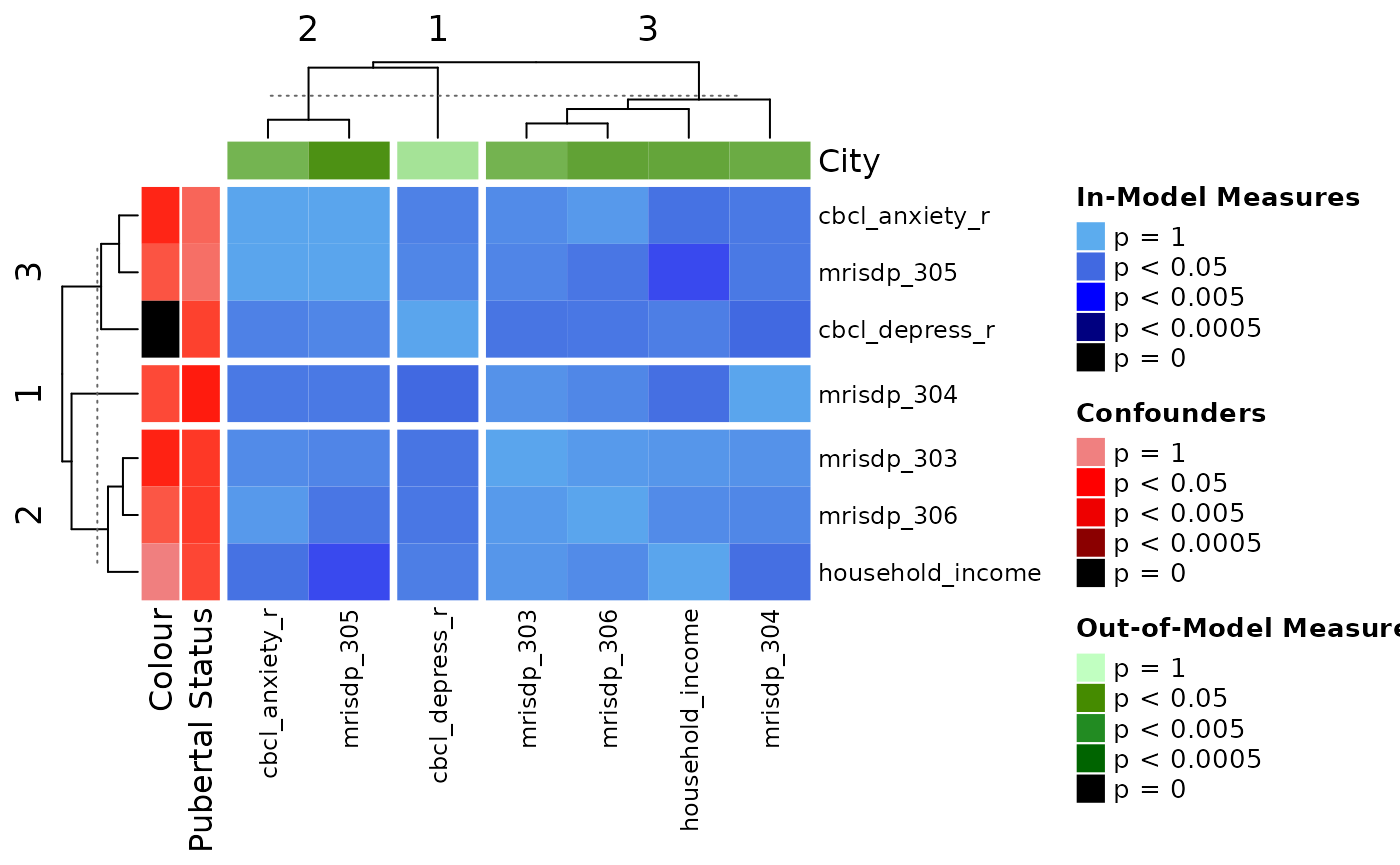 2 1 3
City
cbcl_anxiety_r
mrisdp_305
cbcl_depress_r
mrisdp_304
mrisdp_303
mrisdp_306
household_income
3
1
2
Colour
Pubertal Status
cbcl_anxiety_r
mrisdp_305
cbcl_depress_r
mrisdp_303
mrisdp_306
household_income
mrisdp_304
In-Model Measures
p = 1
p < 0.05
p < 0.005
p < 0.0005
p = 0
Confounders
p = 1
p < 0.05
p < 0.005
p < 0.0005
p = 0
Out-of-Model Measure
p = 1
p < 0.05
p < 0.005
p < 0.0005
p = 0